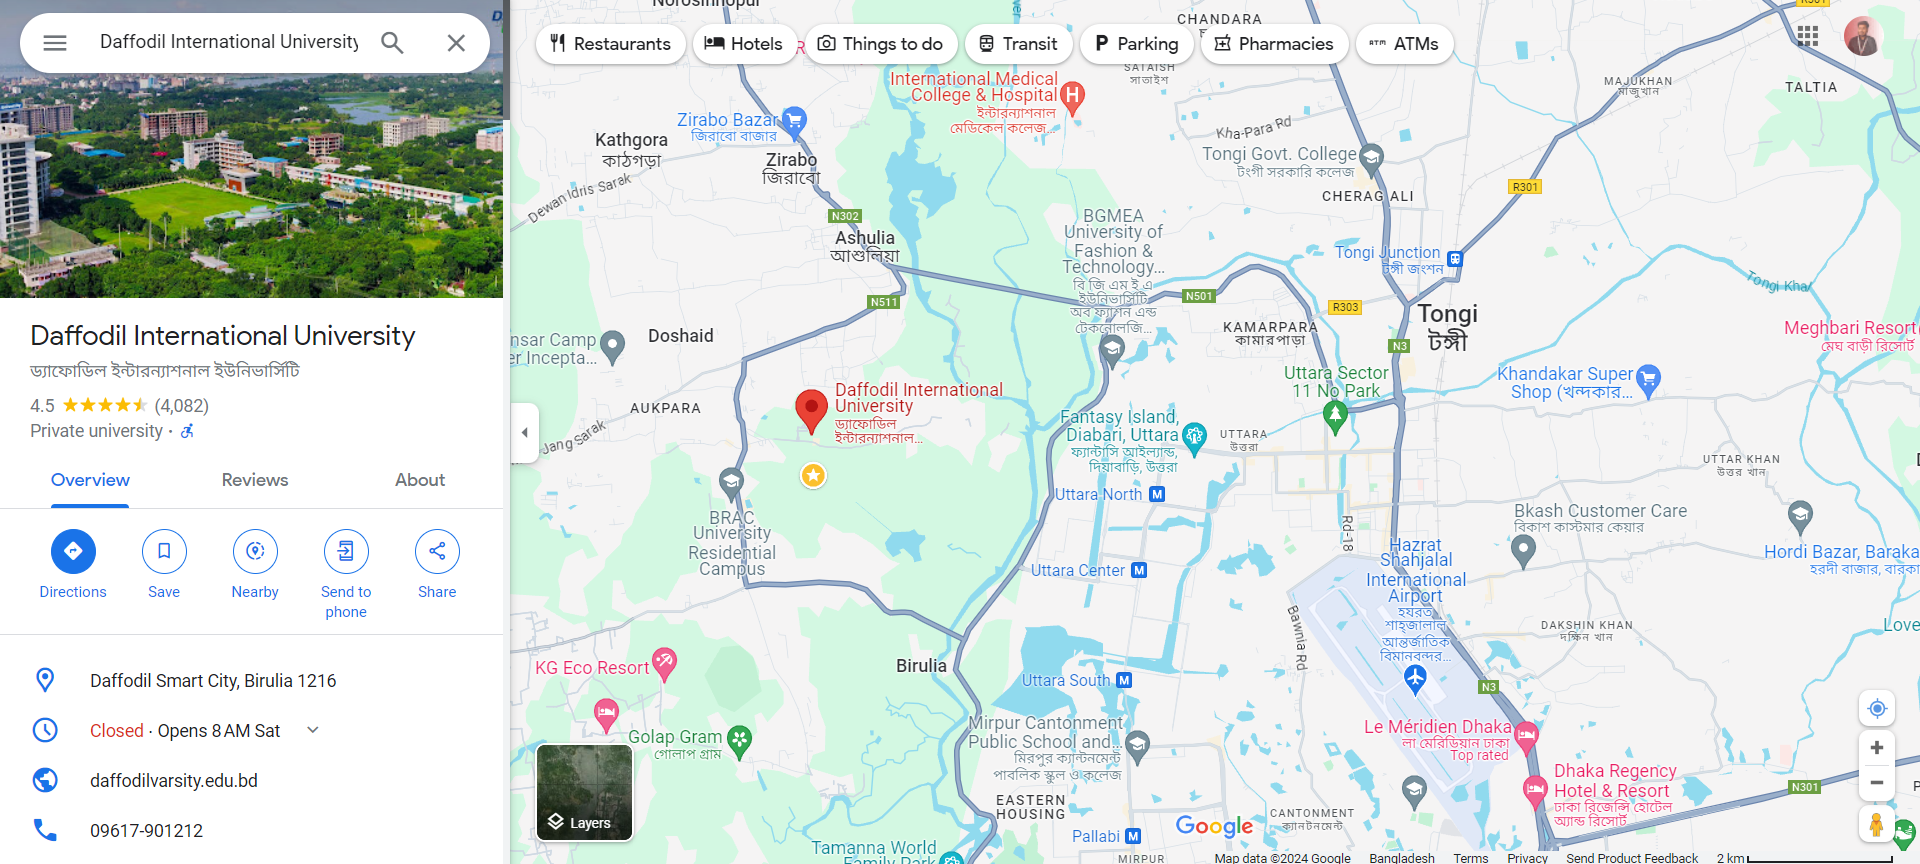 Daffodil International University
Restaurants
Hotels
Things to do
Transit
Parking
Pharmacies
ATMs
Daffodil International University
ড্যাফোডিল ইন্টারন্যাশনাল ইউনিভার্সিটি
4.5 (4,082)
Private university ·
Overview
Reviews
About
Directions
Save
Nearby
Send to
phone
Share
Daffodil Smart City, Birulia 1216
Closed · Opens 8 AM Sat
daffodilvarsity.edu.bd
09617-901212
CHANDARA
SATAISH
সাতাইশ
MAJUKHAN
মাজুখান
TALTIA
International Medical
College & Hospital
ইন্টারন্যাশনাল
মেডিকেল কলেজ...
Zirabo Bazar
জিরাবো বাজার
Kathgora
কাঠগড়া
Zirabo
জিরাবো
Dewan Idris Sarak
Kha-Para Rd
Tongi Govt. College
টংগী সরকারি কলেজ
CHERAG ALI
R301
N302
Ashulia
আশুলিয়া
BGMEA
University of
Fashion &
Technology...
বি জি এম ই এ
ইউনিভার্সিটি
অব ফ্যাশন এন্ড
টেকনোলজি...
Tongi Junction
টঙ্গী জংশন
N511
N501
R303
Tongi
টঙ্গী
N3
Doshaid
KAMARPARA
কামারপাড়া
Meghbari Resort
মেঘ বাড়ী রিসোর্ট
nsar Camp
er Incepta...
Uttara Sector
11 No Park
Khandakar Super
Shop (খন্দকার...
AUKPARA
Daffodil International
University
ড্যাফোডিল
ইন্টারন্যাশনাল...
Jang Sarak
Fantasy Island,
Diabari, Uttara
ফ্যান্টাসি আইল্যান্ড,
দিয়াবাড়ি, উত্তরা
UTTARA
উত্তরা
UTTAR KHAN
উত্তর খান
Uttara North
BRAC
University
Residential
Campus
Rd-18
Bkash Customer Care
বিকাশ কাস্টমার কেয়ার
Hordi Bazar, Baraka
হরদী বাজার, বারকা
Uttara Center
Hazrat
Shahjalal
International
Airport
হযরত
শাহজালাল
আন্তর্জাতিক
বিমানবন্দর...
Bawnia Rd
DAKSHIN KHAN
দক্ষিন খান
Love
KG Eco Resort
Birulia
Uttara South
N3
Golap Gram
গোলাপ গ্রাম
Mirpur Cantonment
Public School and...
মিরপুর ক্যান্টনমেন্ট
পাবলিক স্কুল ও কলেজ
Le Méridien Dhaka
লা মেরিডিয়ান ঢাকা
Top rated
Dhaka Regency
Hotel & Resort
ঢাকা রিজেন্সি হোটেল
অ্যান্ড রিসোর্ট
N301
EASTERN
HOUSING
CANTONMENT
ক্যানটনমেন্ট
Pallabi
Layers
Google
Tamanna World
Family Park
MIRPUR
Map data ©2024 Google
Bangladesh
Terms
Privacy
Send Product Feedback
2 km